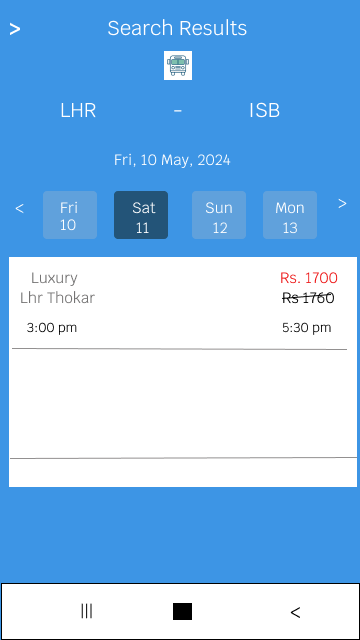 > Search Results
LHR - ISB
Fri, 10 May, 2024
< Fri Sat Sun Mon >
10 11 12 13
Luxury Rs. 1700
Lhr Thokar Rs 1760
3:00 pm 5:30 pm
||| <